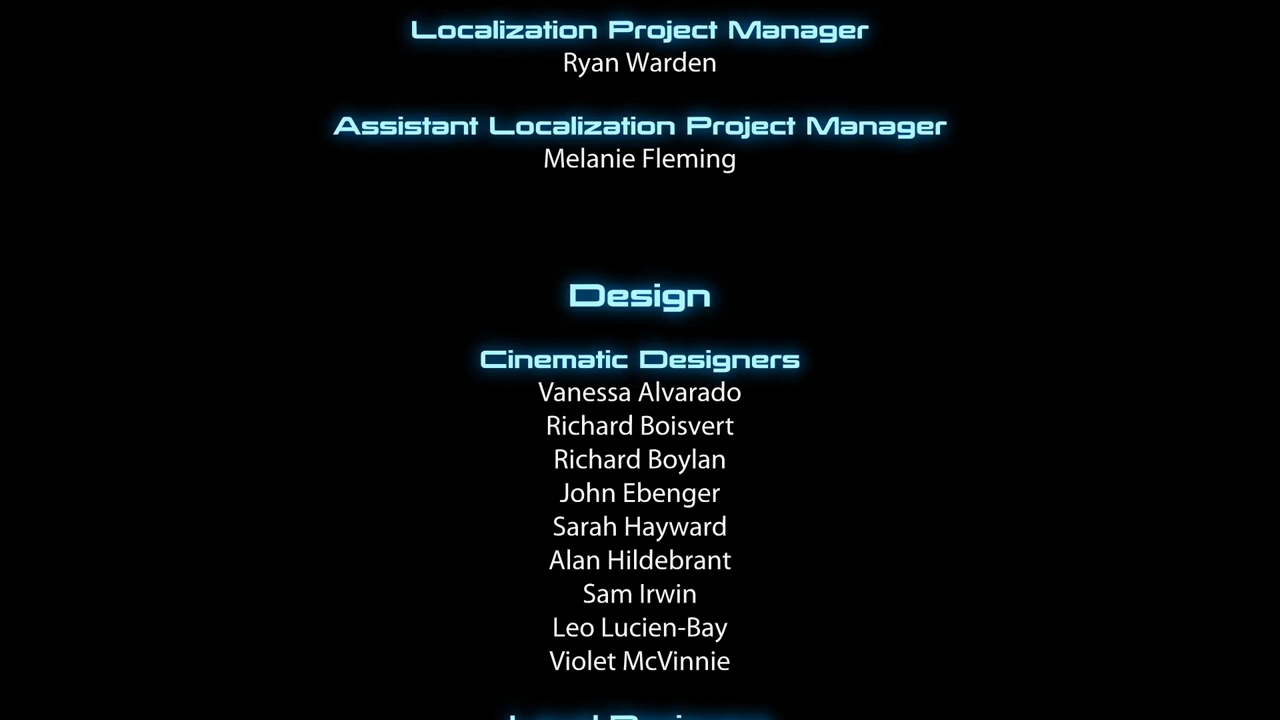 Localization Project Manager
Ryan Warden
Assistant Localization Project Manager
Melanie Fleming
Design
Cinematic Designers
Vanessa Alvarado
Richard Boisvert
Richard Boylan
John Ebenger
Sarah Hayward
Alan Hildebrant
Sam Irwin
Leo Lucien-Bay
Violet McVinnie